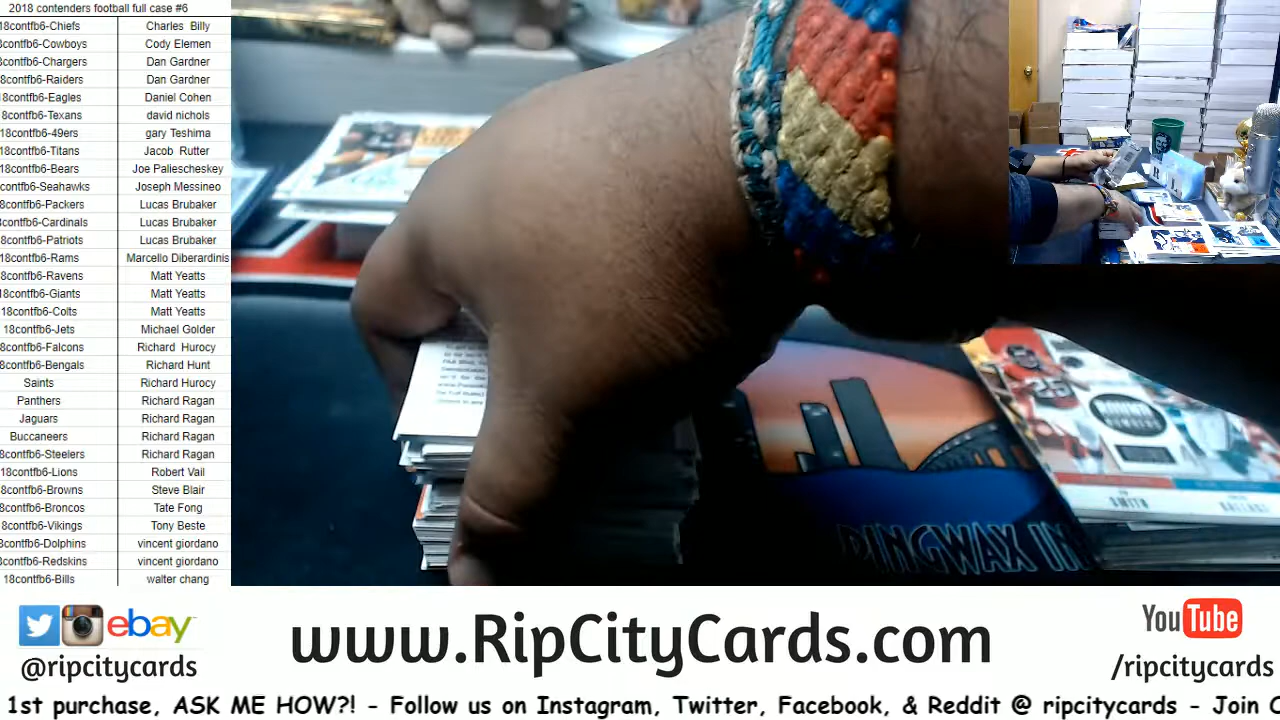 2018 contenders football full case #6
18contfb6-Chiefs Charles Billy
8contfb6-Cowboys Cody Elemen
8contfb6-Chargers Dan Gardner
18contfb6-Raiders Dan Gardner
18contfb6-Eagles Daniel Cohen
8contfb6-Texans david nichols
18contfb6-49ers gary Teshima
18contfb6-Titans Jacob Rutter
18contfb6-Bears Joe Paliescheskey
contfb6-Seahawks Joseph Messineo
8contfb6-Packers Lucas Brubaker
8contfb6-Cardinals Lucas Brubaker
8contfb6-Patriots Lucas Brubaker
18contfb6-Rams Marcello Diberardinis
8contfb6-Ravens Matt Yeatts
18contfb6-Giants Matt Yeatts
18contfb6-Colts Matt Yeatts
18contfb6-Jets Michael Golder
8contfb6-Falcons Richard Hurocy
8contfb6-Bengals Richard Hunt
Saints Richard Hurocy
Panthers Richard Ragan
Jaguars Richard Ragan
Buccaneers Richard Ragan
8contfb6-Steelers Richard Ragan
18contfb6-Lions Robert Vail
8contfb6-Browns Steve Blair
8contfb6-Broncos Tate Fong
8contfb6-Vikings Tony Beste
8contfb6-Dolphins vincent giordano
8contfb6-Redskins vincent giordano
18contfb6-Bills walter chang
SMITH
RINGWAX IN
ebay
@ripcitycards
www.RipCityCards.com
YouTube
/ripcitycards
1st purchase, ASK ME HOW?! - Follow us on Instagram, Twitter, Facebook, & Reddit @ ripcitycards - Join